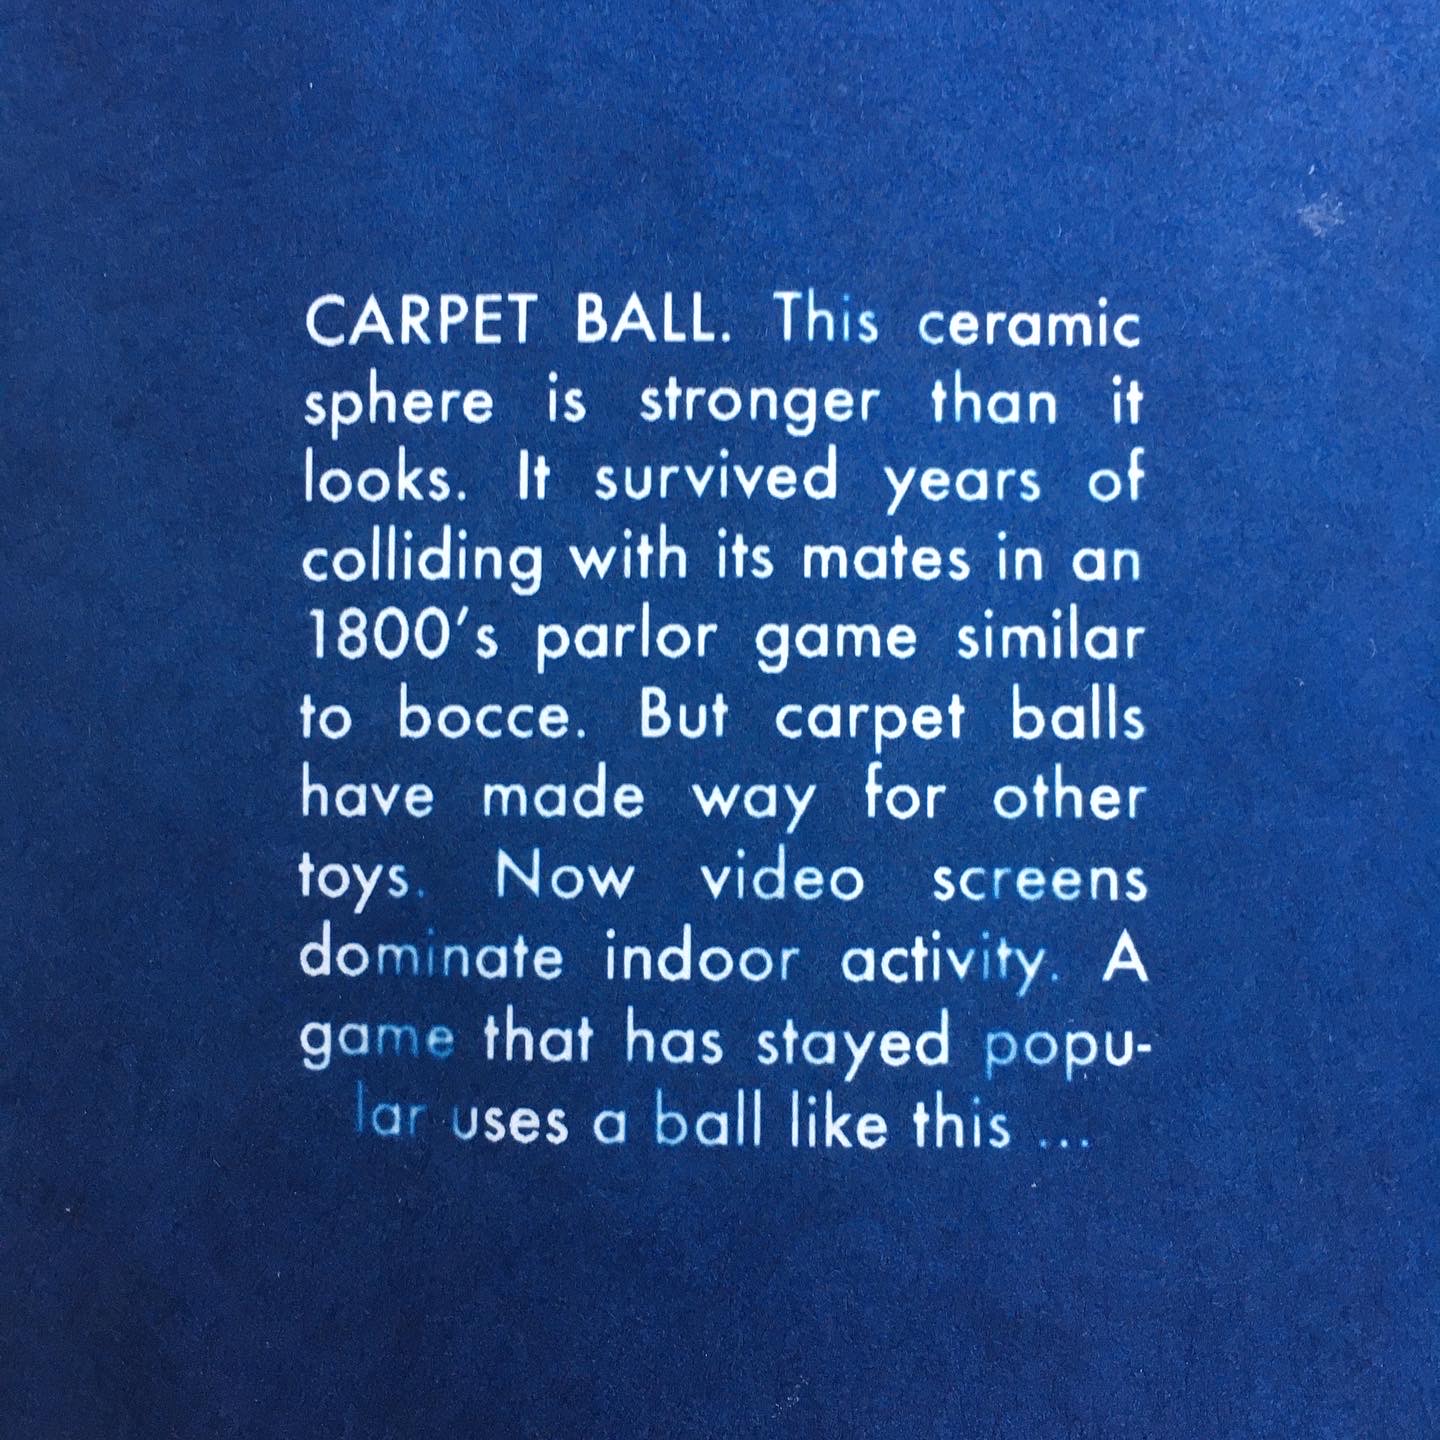 CARPET BALL. This ceramic
sphere is stronger than it
looks. It survived years of
colliding with its mates in an
1800's parlor game similar
to bocce. But carpet balls
have made way for other
toys. Now video screens
dominate indoor activity. A
game that has stayed popu-
lar uses a ball like this ...